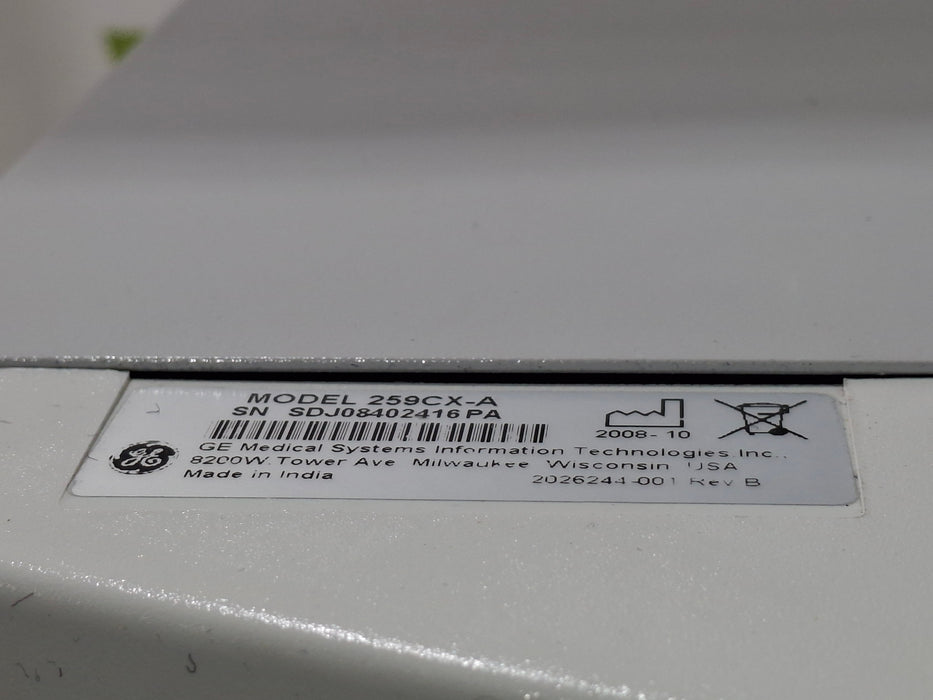 MODEL 259CX-A
SN SDJ08402416PA
2008-10
GE
GE Medical Systems Information Technologies, Inc.,
8200W. Tower Ave Milwaukee Wisconsin USA
Made in India
2026244-001 Rev B